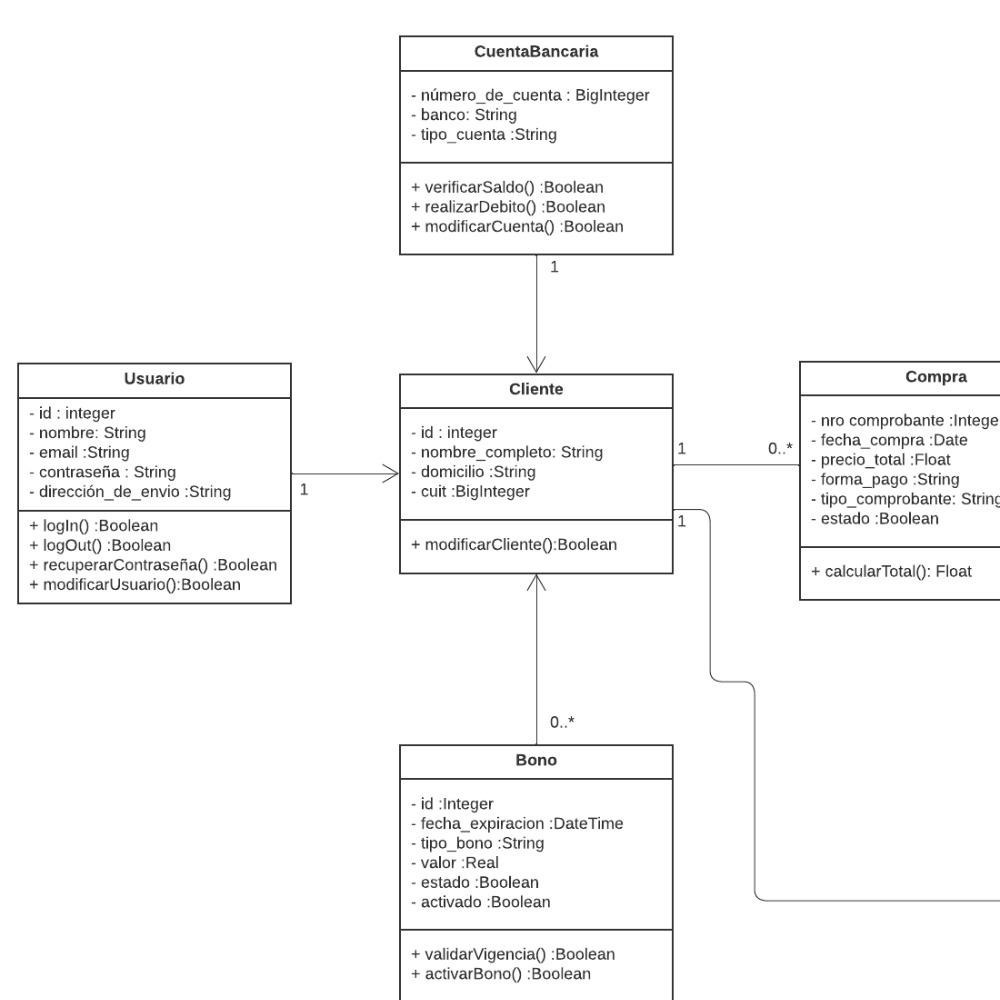 CuentaBancaria
- número_de_cuenta : BigInteger
- banco: String
- tipo_cuenta :String
+ verificarSaldo() :Boolean
+ realizarDebito() :Boolean
+ modificarCuenta() :Boolean
1
Usuario
- id : integer
- nombre: String
- email :String
- contraseña : String
- dirección_de_envio :String
+ logIn() :Boolean
+ logOut() :Boolean
+ recuperarContraseña() :Boolean
+ modificarUsuario():Boolean
1
Cliente
- id : integer
- nombre_completo: String
- domicilio :String
- cuit :BigInteger
+ modificarCliente():Boolean
1
0..*
1
Compra
- nro comprobante :Intege
- fecha_compra :Date
- precio_total :Float
- forma_pago :String
- tipo_comprobante: String
- estado :Boolean
+ calcularTotal(): Float
0..*
Bono
- id :Integer
- fecha_expiracion :DateTime
- tipo_bono :String
- valor :Real
- estado :Boolean
- activado :Boolean
+ validarVigencia() :Boolean
+ activarBono() :Boolean